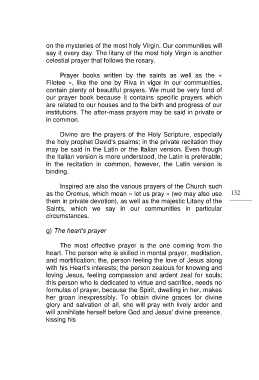 on the mysteries of the most holy Virgin. Our communities will
say it every day. The litany of the most holy Virgin is another
celestial prayer that follows the rosary.
Prayer books written by the saints as well as the «
Filotee », like the one by Riva in vigor in our communities,
contain plenty of beautiful prayers. We must be very fond of
our prayer book because it contains specific prayers which
are related to our houses and to the birth and progress of our
institutions. The after-mass prayers may be said in private or
in common.
Divine are the prayers of the Holy Scripture, especially
the holy prophet David's psalms; in the private recitation they
may be said in the Latin or the Italian version. Even though
the Italian version is more understood, the Latin is preferable;
in the recitation in common, however, the Latin version is
binding.
Inspired are also the various prayers of the Church such
as the Oremus, which mean « let us pray » (we may also use
them in private devotion), as well as the majestic Litany of the
Saints, which we say in our communities in particular
circumstances.
132
g) The heart's prayer
The most effective prayer is the one coming from the
heart. The person who is skilled in mental prayer, meditation,
and mortification; the, person feeling the love of Jesus along
with his Heart's interests; the person zealous for knowing and
loving Jesus, feeling compassion and ardent zeal for souls;
this person who is dedicated to virtue and sacrifice, needs no
formulas of prayer, because the Spirit, dwelling in her, makes
her groan inexpressibly. To obtain divine graces for divine
glory and salvation of all, she will pray with lively ardor and
will annihilate herself before God and Jesus' divine presence,
kissing his